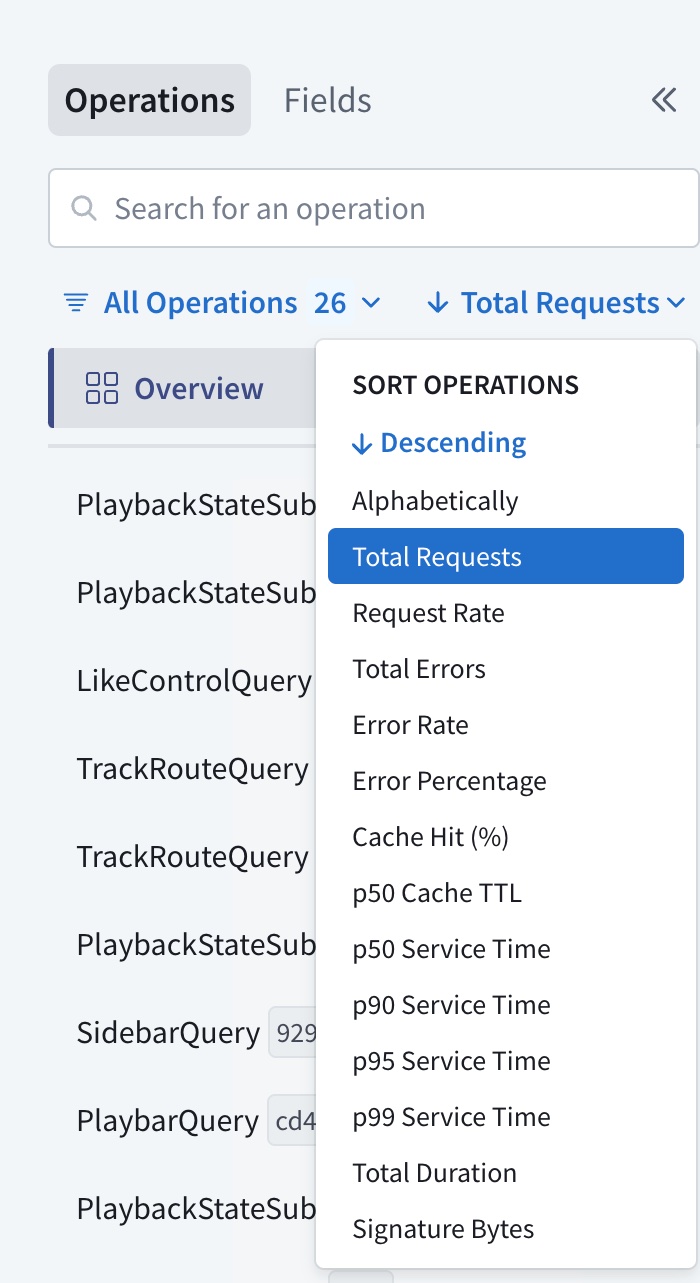 Operations Fields
Search for an operation
All Operations 26 Total Requests
Overview
SORT OPERATIONS
Descending
Alphabetically
Total Requests
Request Rate
Total Errors
Error Rate
Error Percentage
Cache Hit (%)
p50 Cache TTL
p50 Service Time
p90 Service Time
p95 Service Time
p99 Service Time
Total Duration
Signature Bytes
PlaybackStateSub
PlaybackStateSub
LikeControlQuery
TrackRouteQuery
TrackRouteQuery
PlaybackStateSub
SidebarQuery 929
PlaybarQuery cd4
PlaybackStateSub